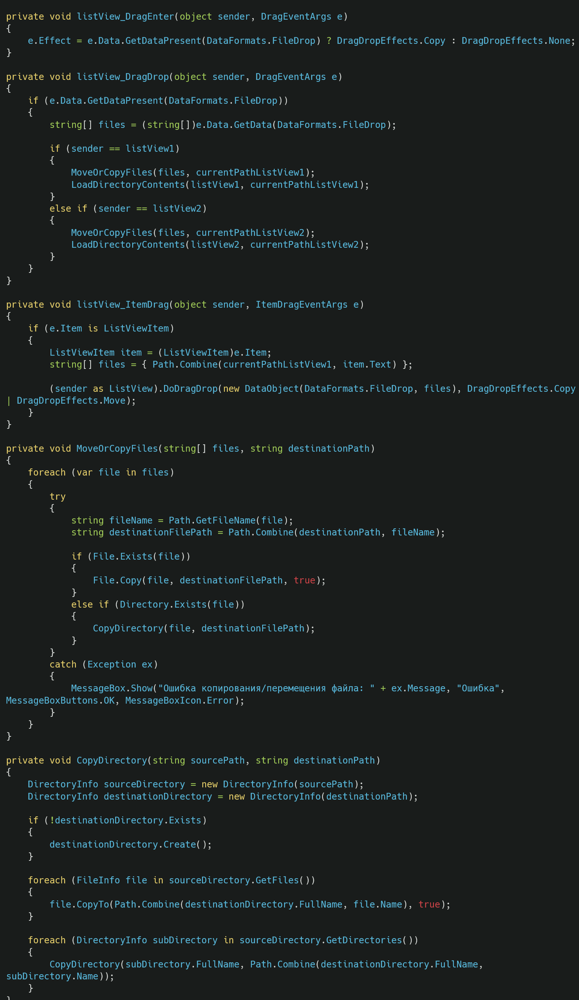 private void listView_DragEnter(object sender, DragEventArgs e)
{
    e.Effect = e.Data.GetDataPresent(DataFormats.FileDrop) ? DragDropEffects.Copy : DragDropEffects.None;
}

private void listView_DragDrop(object sender, DragEventArgs e)
{
    if (e.Data.GetDataPresent(DataFormats.FileDrop))
    {
        string[] files = (string[])e.Data.GetData(DataFormats.FileDrop);

        if (sender == listView1)
        {
            MoveOrCopyFiles(files, currentPathListView1);
            LoadDirectoryContents(listView1, currentPathListView1);
        }
        else if (sender == listView2)
        {
            MoveOrCopyFiles(files, currentPathListView2);
            LoadDirectoryContents(listView2, currentPathListView2);
        }
    }
}

private void listView_ItemDrag(object sender, ItemDragEventArgs e)
{
    if (e.Item is ListViewItem)
    {
        ListViewItem item = (ListViewItem)e.Item;
        string[] files = { Path.Combine(currentPathListView1, item.Text) };

        (sender as ListView).DoDragDrop(new DataObject(DataFormats.FileDrop, files), DragDropEffects.Copy
| DragDropEffects.Move);
    }
}

private void MoveOrCopyFiles(string[] files, string destinationPath)
{
    foreach (var file in files)
    {
        try
        {
            string fileName = Path.GetFileName(file);
            string destinationFilePath = Path.Combine(destinationPath, fileName);

            if (File.Exists(file))
            {
                File.Copy(file, destinationFilePath, true);
            }
            else if (Directory.Exists(file))
            {
                CopyDirectory(file, destinationFilePath);
            }
        }
        catch (Exception ex)
        {
            MessageBox.Show("Ошибка копирования/перемещения файла: " + ex.Message, "Ошибка",
MessageBoxButtons.OK, MessageBoxIcon.Error);
        }
    }
}

private void CopyDirectory(string sourcePath, string destinationPath)
{
    DirectoryInfo sourceDirectory = new DirectoryInfo(sourcePath);
    DirectoryInfo destinationDirectory = new DirectoryInfo(destinationPath);

    if (!destinationDirectory.Exists)
    {
        destinationDirectory.Create();
    }

    foreach (FileInfo file in sourceDirectory.GetFiles())
    {
        file.CopyTo(Path.Combine(destinationDirectory.FullName, file.Name), true);
    }

    foreach (DirectoryInfo subDirectory in sourceDirectory.GetDirectories())
    {
        CopyDirectory(subDirectory.FullName, Path.Combine(destinationDirectory.FullName,
subDirectory.Name));
    }
}